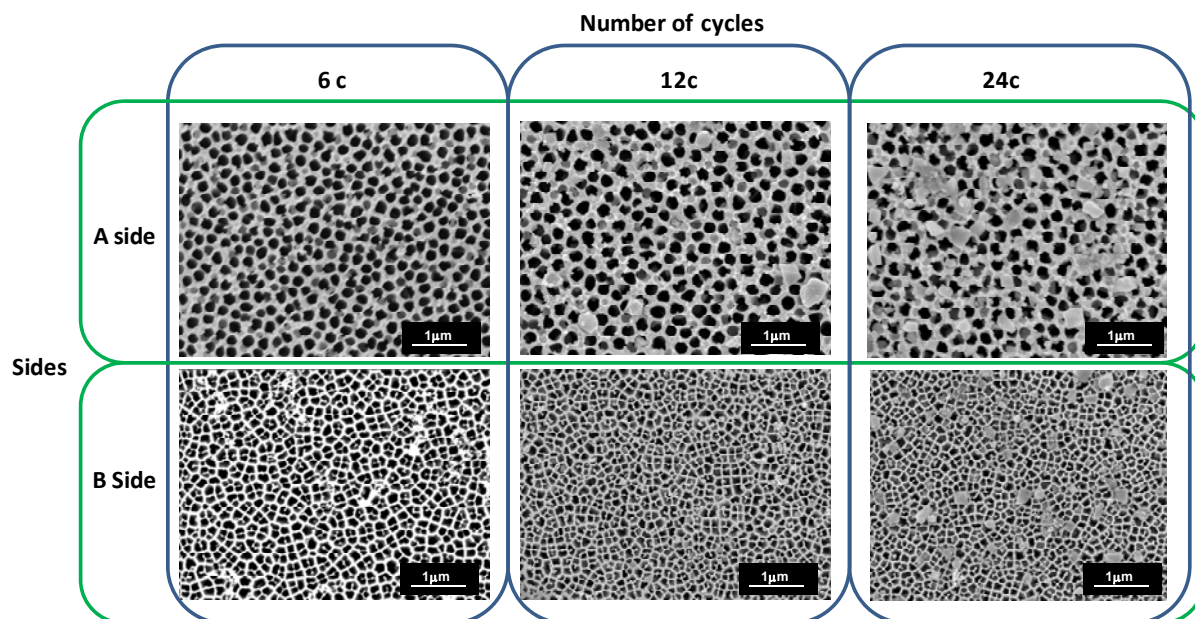 Number of cycles
6 c
12c
24c
Sides
A side
1μm
1μm
1μm
B Side
1μm
1μm
1μm